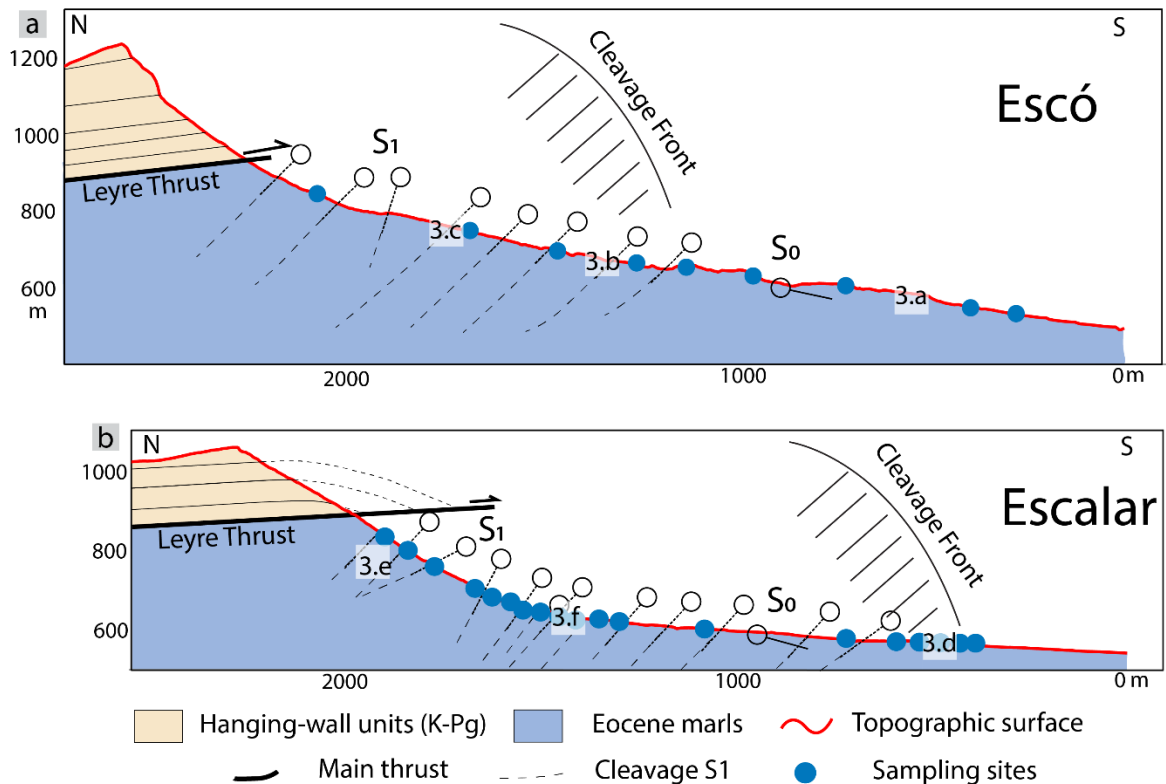 a
N
S
1200
1000
800
600
m
Leyre Thrust
S1
Cleavage Front
Escó
3.c
3.b
S0
3.a
2000
1000
0m
b
N
S
1000
800
600
Leyre Thrust
S1
Cleavage Front
Escalar
3.e
3.f
S0
3.d
2000
1000
0m
Hanging-wall units (K-Pg)
Eocene marls
Topographic surface
Main thrust
Cleavage S1
Sampling sites